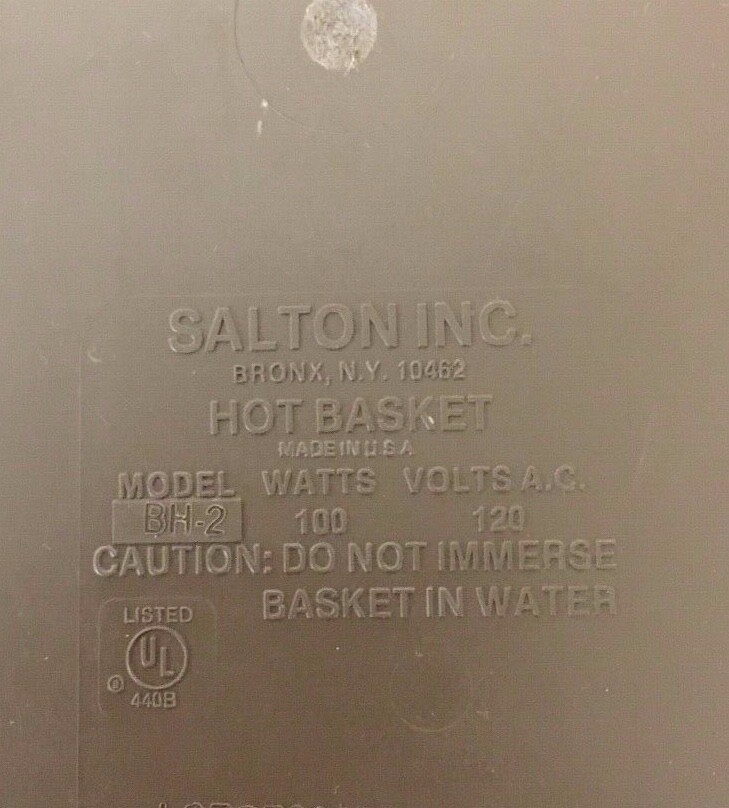 SALTON INC.
BRONX, N.Y. 10462
HOT BASKET
MADE IN U S A
MODEL WATTS VOLTS A.C.
BH-2 100 120
CAUTION: DO NOT IMMERSE
BASKET IN WATER
LISTED
UL
®
440B